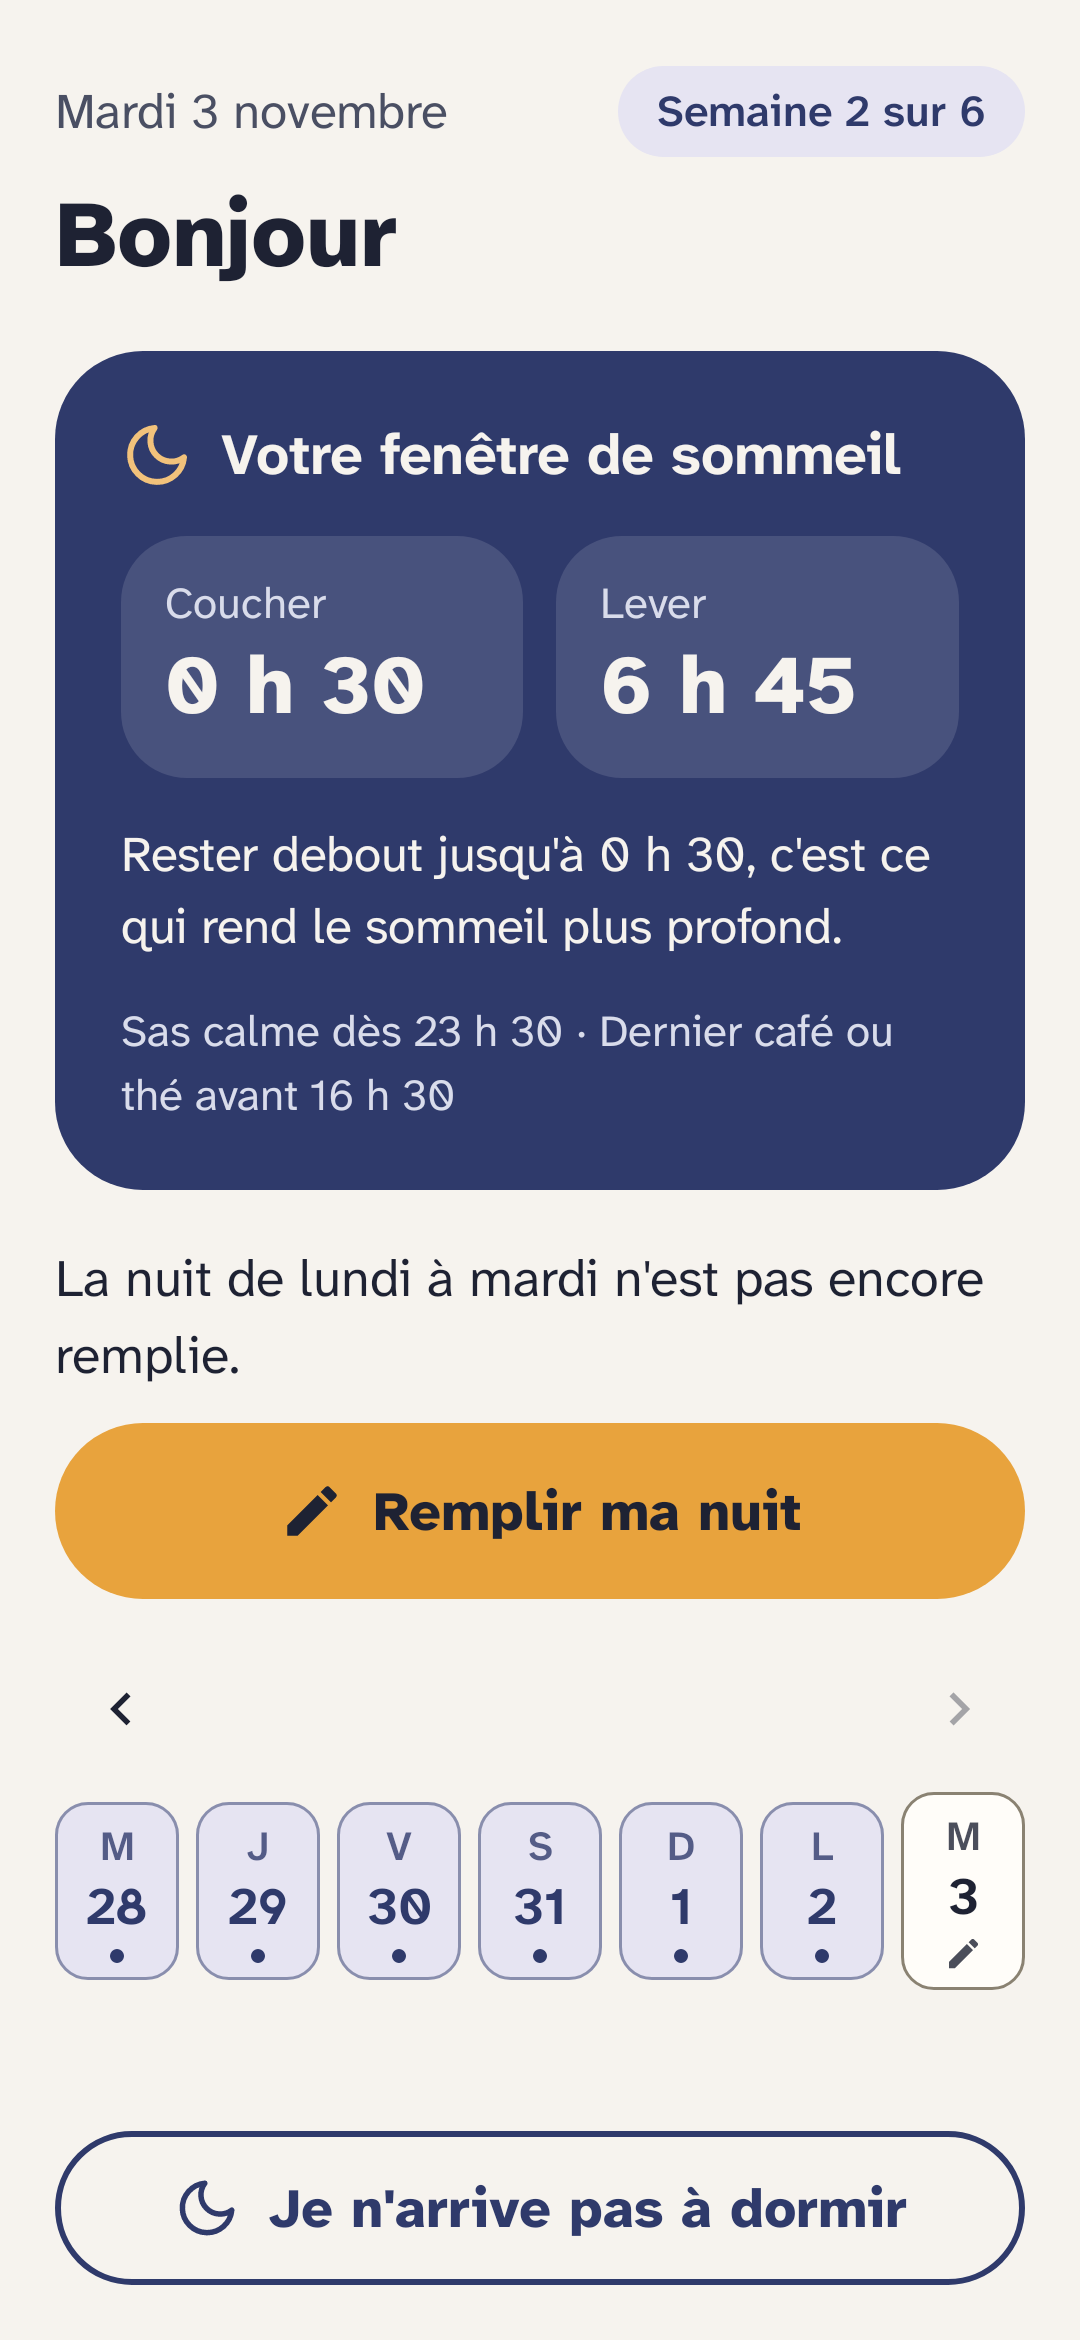 Mardi 3 novembre
Semaine 2 sur 6
Bonjour
Votre fenêtre de sommeil
Coucher
0 h 30
Lever
6 h 45
Rester debout jusqu'à 0 h 30, c'est ce
qui rend le sommeil plus profond.
Sas calme dès 23 h 30 · Dernier café ou
thé avant 16 h 30
La nuit de lundi à mardi n'est pas encore
remplie.
Remplir ma nuit
M J V S D L M
28 29 30 31 1 2 3
Je n'arrive pas à dormir